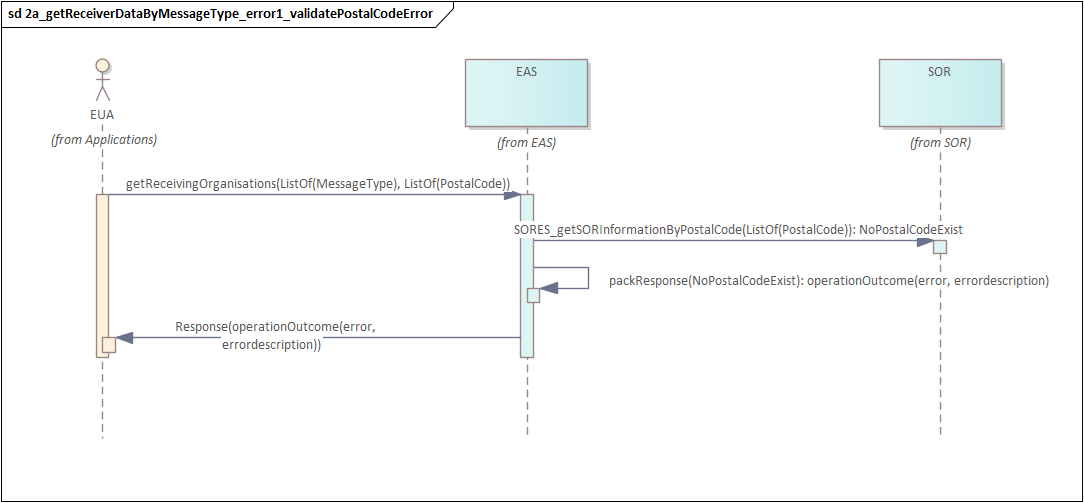 sd 2a_getReceiverDataByMessageType_error1_validatePostalCodeError
EAS
SOR
EUA
(from Applications)
(from EAS)
(from SOR)
getReceivingOrganisations(ListOf(MessageType), ListOf(PostalCode))
SORES_getSORInformationByPostalCode(ListOf(PostalCode)): NoPostalCodeExist
packResponse(NoPostalCodeExist): operationOutcome(error, errordescription)
Response(operationOutcome(error,
errordescription))